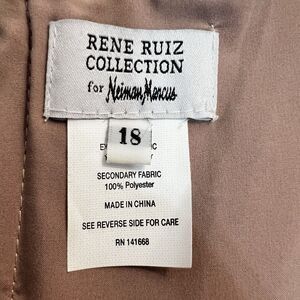 RENE RUIZ
COLLECTION
for Neiman Marcus
18
SECONDARY FABRIC
100% Polyester
MADE IN CHINA
SEE REVERSE SIDE FOR CARE
RN 141668